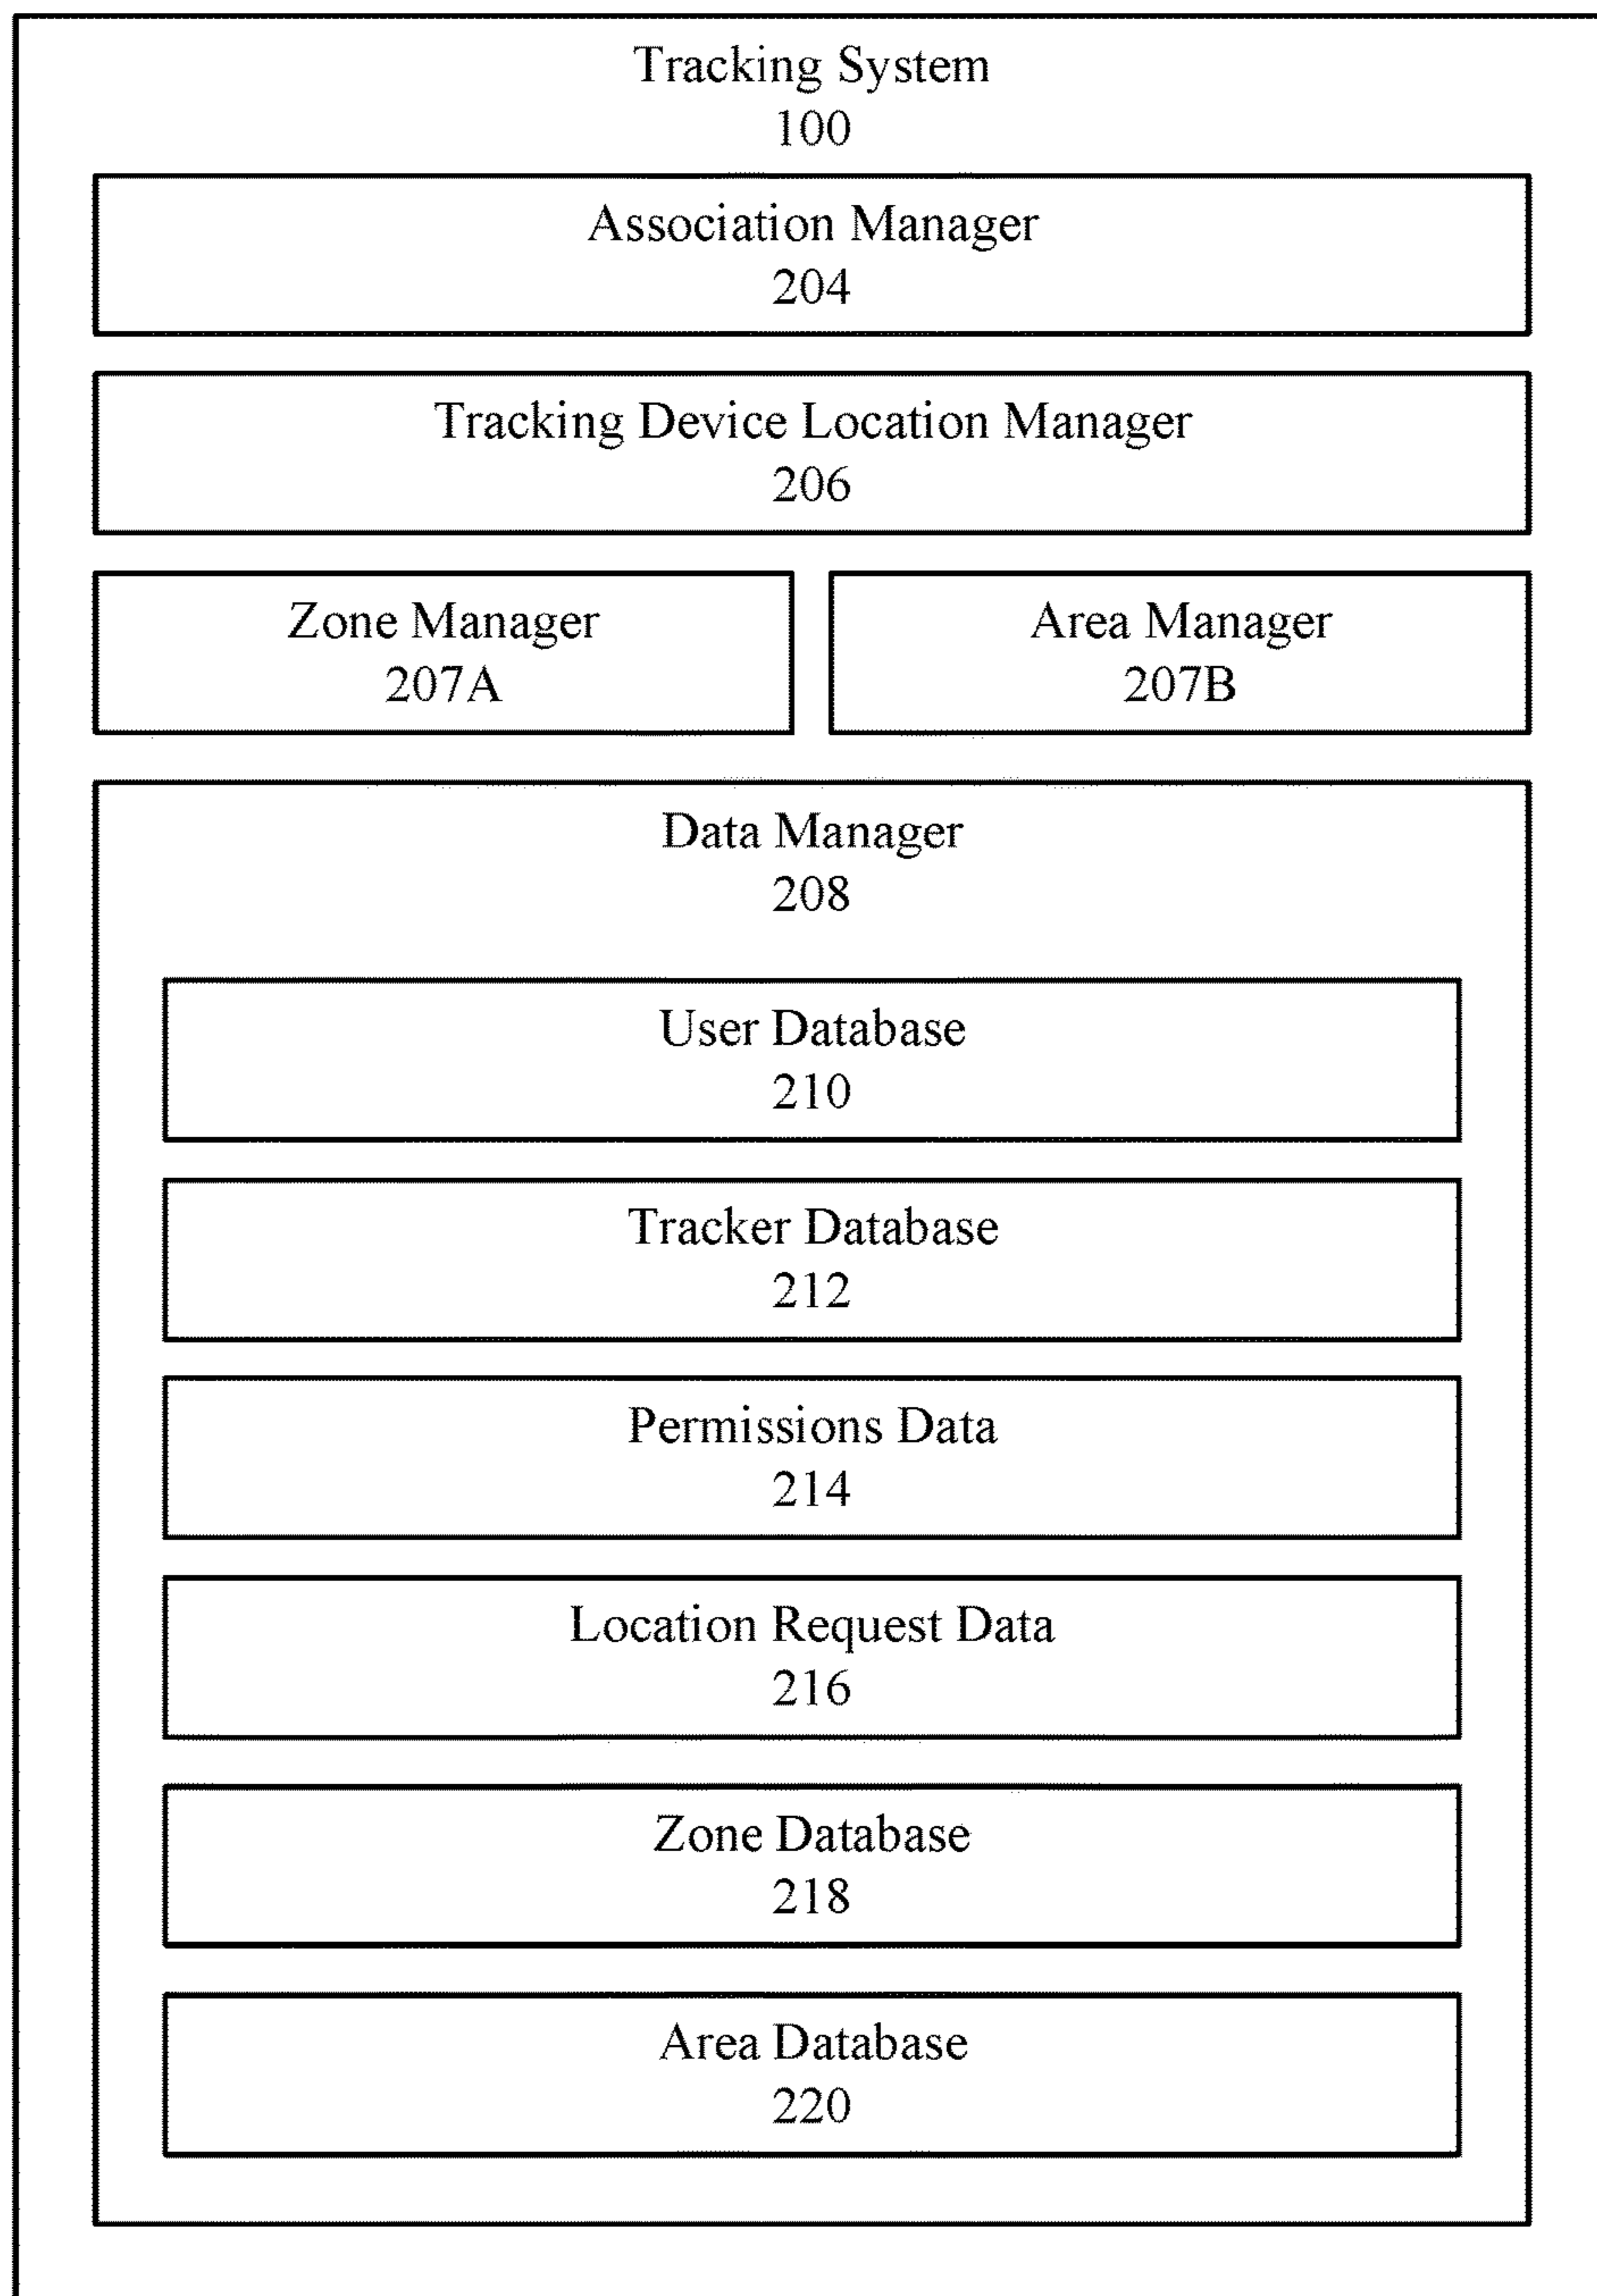 Tracking System
100
Association Manager
204
Tracking Device Location Manager
206
Zone Manager
207A
Area Manager
207B
Data Manager
208
User Database
210
Tracker Database
212
Permissions Data
214
Location Request Data
216
Zone Database
218
Area Database
220